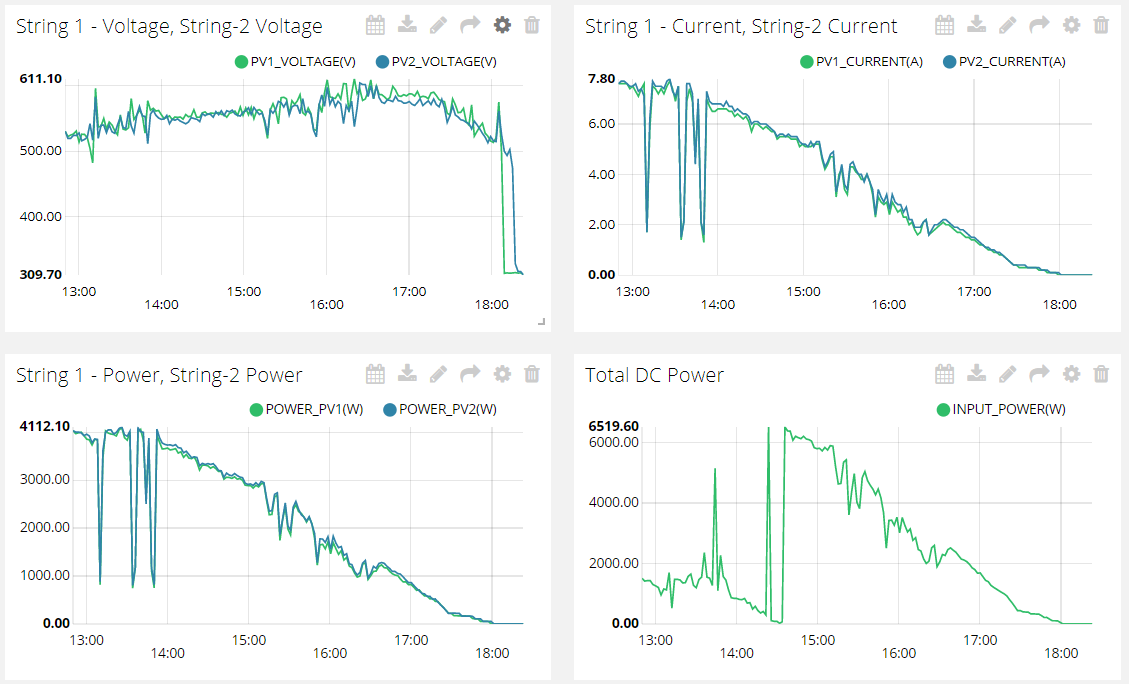 String 1 - Voltage, String-2 Voltage
PV1_VOLTAGE(V) PV2_VOLTAGE(V)
611.10
500.00
400.00
309.70
13:00 15:00 17:00
14:00 16:00 18:00
String 1 - Current, String-2 Current
PV1_CURRENT(A) PV2_CURRENT(A)
7.80
6.00
4.00
2.00
0.00
13:00 15:00 17:00
14:00 16:00 18:00
String 1 - Power, String-2 Power
POWER_PV1(W) POWER_PV2(W)
4112.10
3000.00
2000.00
1000.00
0.00
13:00 15:00 17:00
14:00 16:00 18:00
Total DC Power
INPUT_POWER(W)
6519.60
6000.00
4000.00
2000.00
0.00
13:00 15:00 17:00
14:00 16:00 18:00